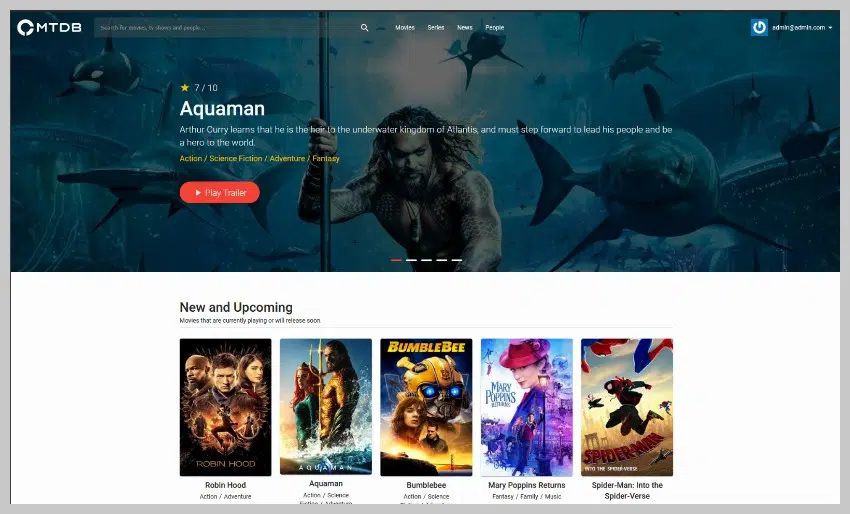 MTDB
Search for movies, tv shows and people...
Movies
Series
News
People
admin@admin.com
7 / 10
Aquaman
Arthur Curry learns that he is the heir to the underwater kingdom of Atlantis, and must step forward to lead his people and be
a hero to the world.
Action / Science Fiction / Adventure / Fantasy
Play Trailer
New and Upcoming
Movies that are currently playing or will release soon.
ROBIN HOOD
AQUAMAN
BUMBLEBEE
MARY
POPPINS
RETURNS
SPIDER-MAN
INTO THE SPIDER-VERSE
Robin Hood
Action / Adventure
Aquaman
Action / Science
Fiction / Adventure
Bumblebee
Action / Science
Mary Poppins Returns
Fantasy / Family / Music
Spider-Man: Into the
Spider-Verse